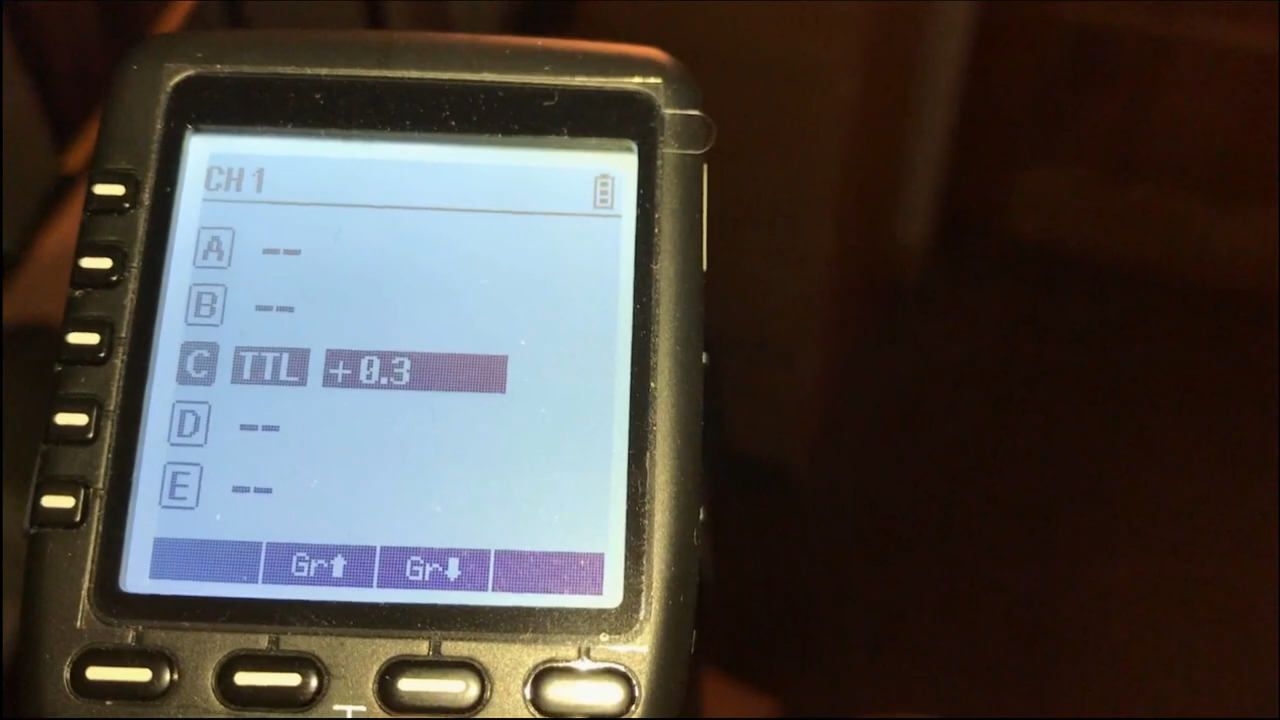 CH 1
A --
B --
C TTL +0.3
D --
E --
Gr⬆ Gr⬇